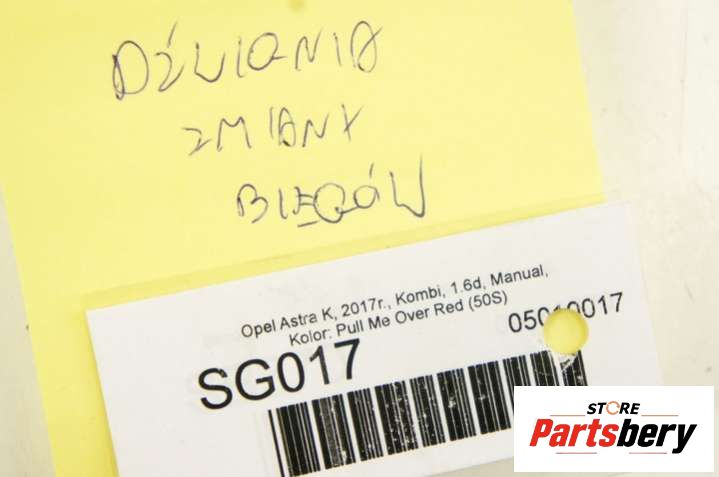 DŹWIGNIA
ZMIANY
BIEGÓW
Opel Astra K, 2017r., Kombi, 1.6d, Manual,
Kolor: Pull Me Over Red (50S)
SG017
STORE
Partsbery